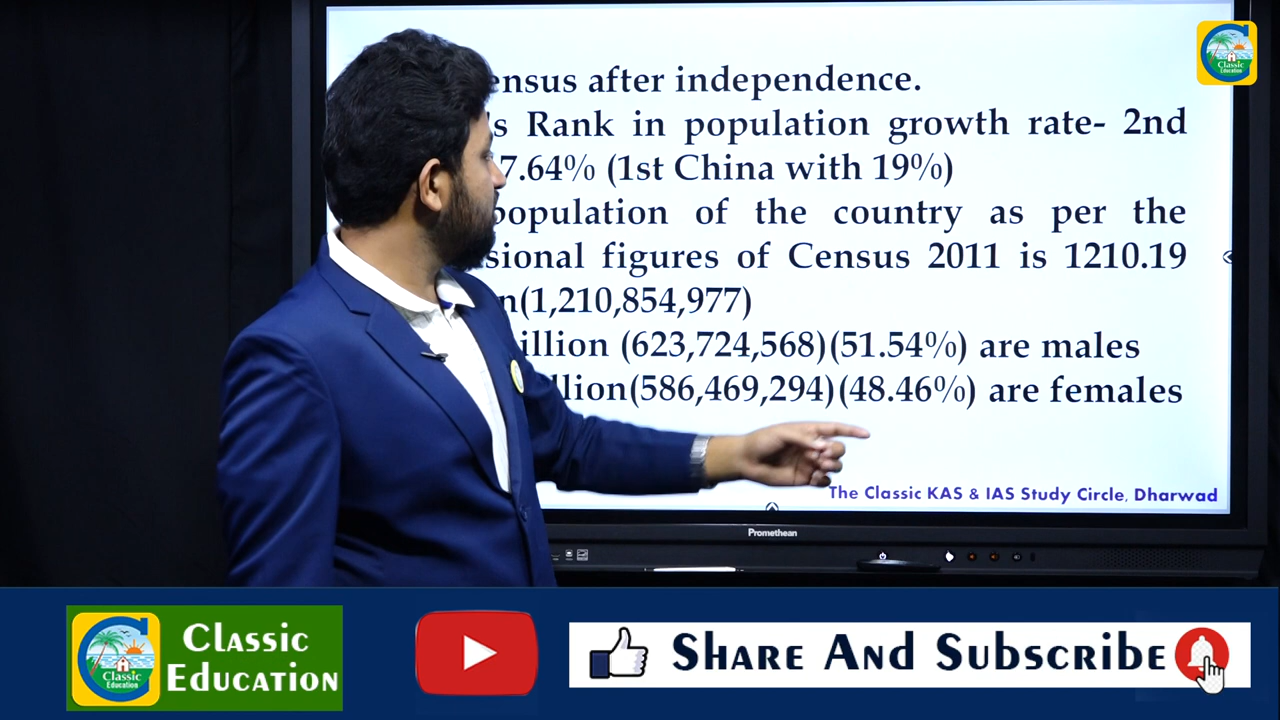 ensus after independence.
's Rank in population growth rate- 2nd
7.64% (1st China with 19%)
population of the country as per the
sional figures of Census 2011 is 1210.19
n(1,210,854,977)
illion (623,724,568)(51.54%) are males
llion(586,469,294)(48.46%) are females
The Classic KAS & IAS Study Circle, Dharwad
Classic
Education
Promethean
Classic
Education
Classic
Education
Share And Subscribe